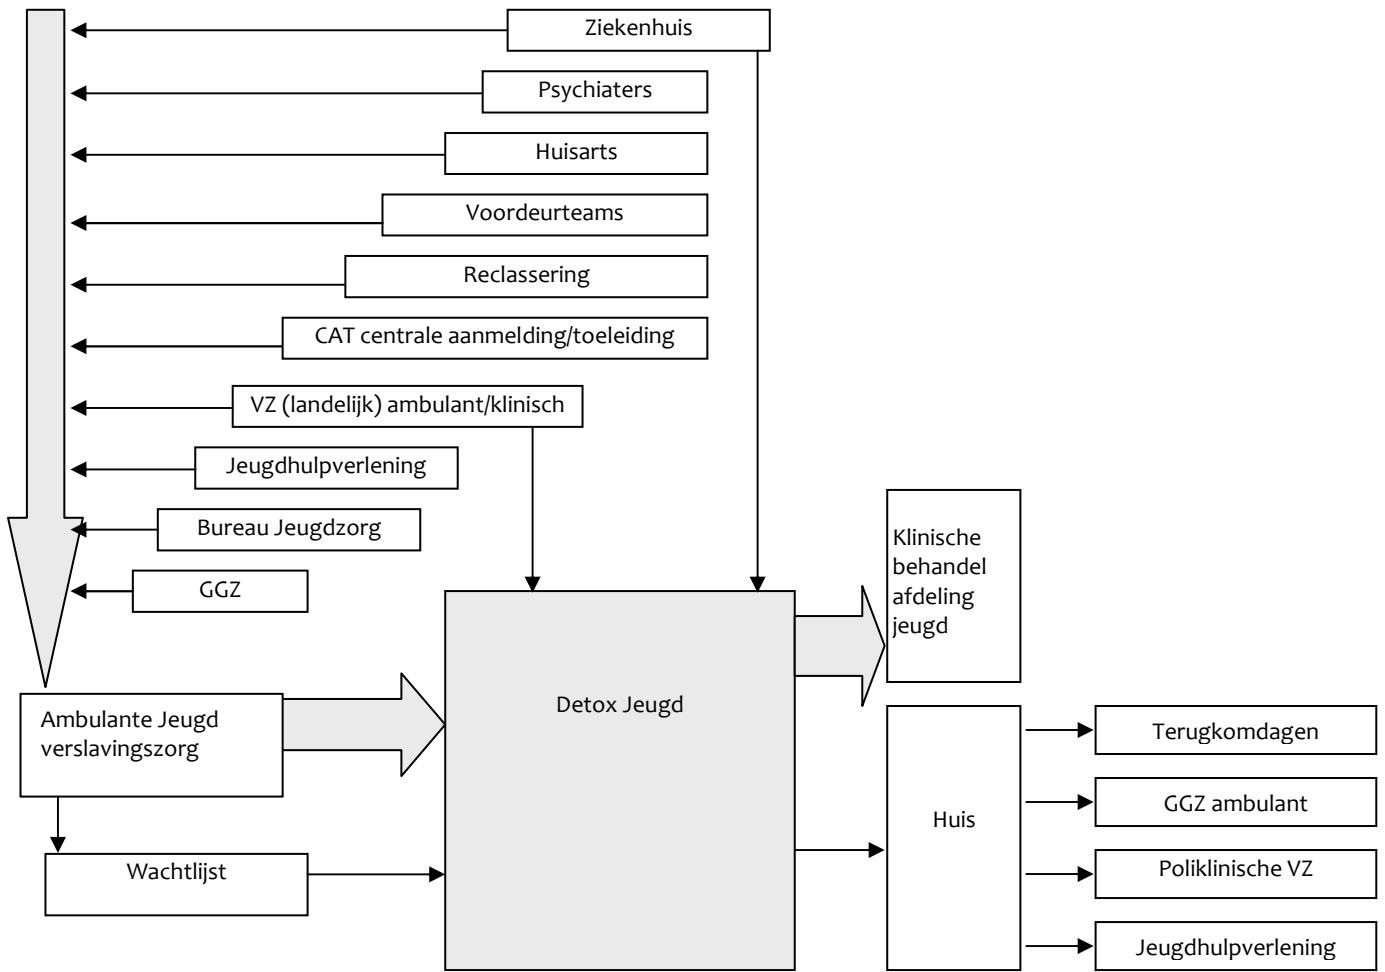 Ziekenhuis
Psychiaters
Huisarts
Voordeurteams
Reclassering
CAT centrale aanmelding/toeleiding
VZ (landelijk) ambulant/klinisch
Jeugdhulpverlening
Bureau Jeugdzorg
GGZ
Ambulante Jeugd
verslavingszorg
Wachtlijst
Detox Jeugd
Klinische
behandel
afdeling
jeugd
Huis
Terugkomdagen
GGZ ambulant
Poliklinische VZ
Jeugdhulpverlening